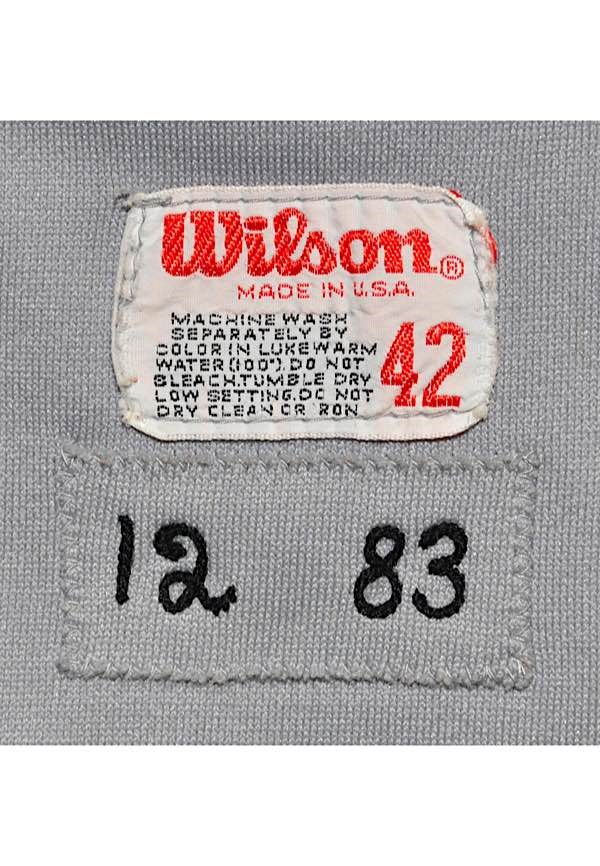 Wilson®
MADE IN U.S.A.
MACHINE WASH
SEPARATELY BY
COLOR IN LUKEWARM
WATER(100°). DO NOT
BLEACH.TUMBLE DRY
LOW SETTING.DO NOT
DRY CLEAN OR IRON
42
12 83